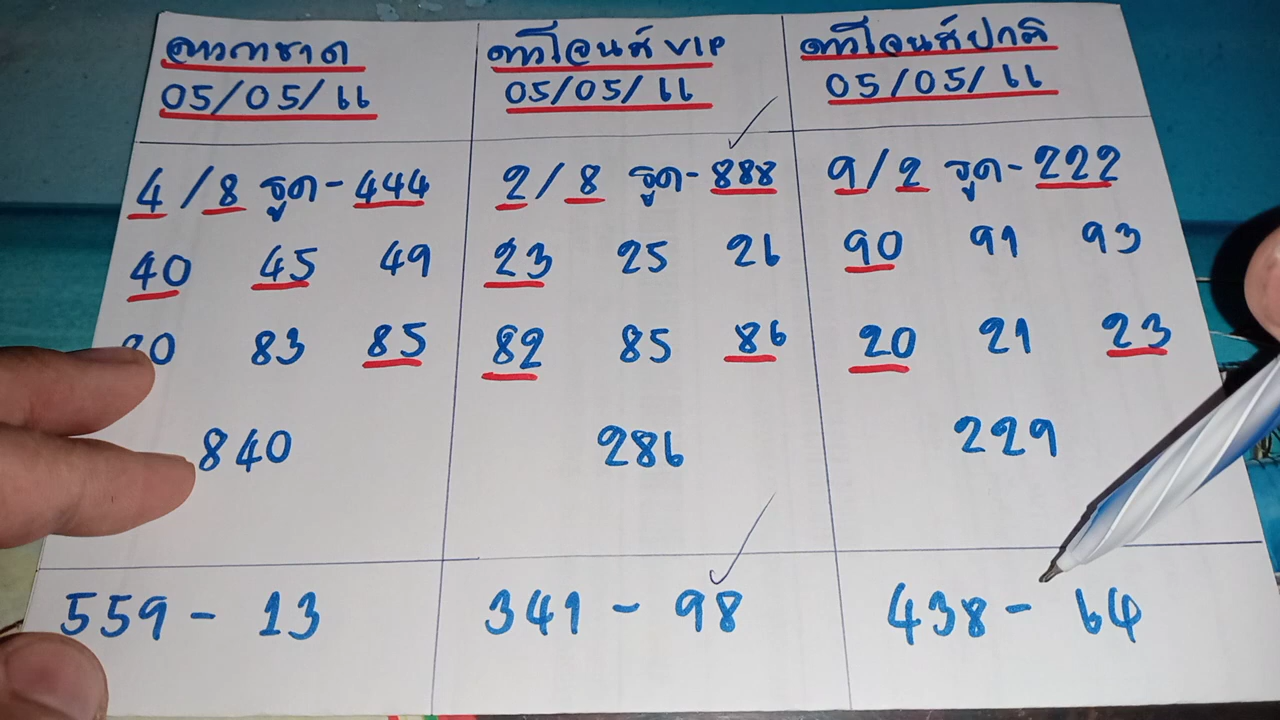 ลาวกาชาด
05/05/66
4/8 รูด-444
40 45 49
80 83 85
840
559 - 13
ดาวโจนส์ VIP
05/05/66
2/8 รูด-888
23 25 26
82 85 86
286
341 - 98
ดาวโจนส์ปกติ
05/05/66
9/2 รูด-222
90 91 93
20 21 23
229
438 - 64